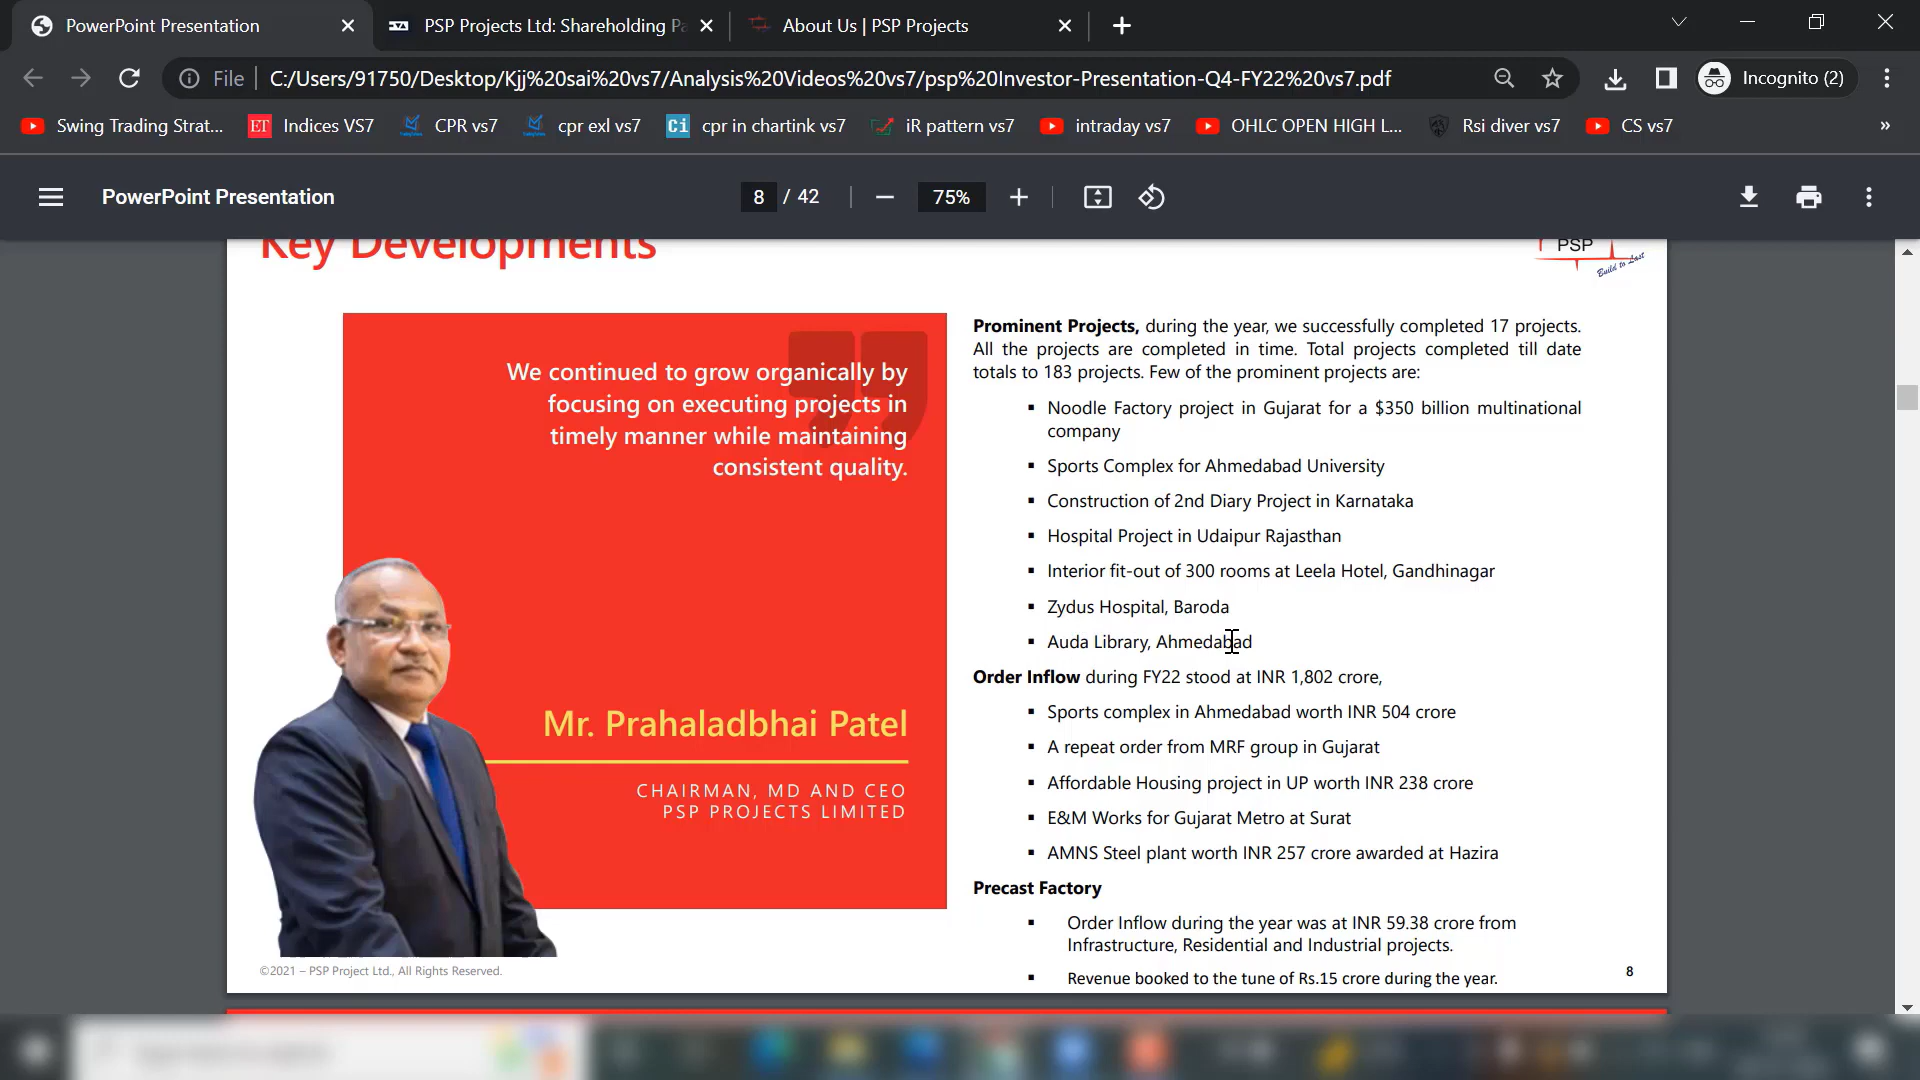 PowerPoint Presentation
PSP Projects Ltd: Shareholding Pa
About Us | PSP Projects
File
C:/Users/91750/Desktop/Kjj%20sai%20vs7/Analysis%20Videos%20vs7/psp%20Investor-Presentation-Q4-FY22%20vs7.pdf
Incognito (2)
Swing Trading Strat...
ET Indices VS7
CPR vs7
cpr exl vs7
Ci cpr in chartink vs7
iR pattern vs7
intraday vs7
OHLC OPEN HIGH L...
Rsi diver vs7
CS vs7
»
PowerPoint Presentation
8 / 42
75%
Key Developments
PSP
Build to Last
We continued to grow organically by
focusing on executing projects in
timely manner while maintaining
consistent quality.
Mr. Prahaladbhai Patel
CHAIRMAN, MD AND CEO
PSP PROJECTS LIMITED
©2021 – PSP Project Ltd., All Rights Reserved.
Prominent Projects, during the year, we successfully completed 17 projects.
All the projects are completed in time. Total projects completed till date
totals to 183 projects. Few of the prominent projects are:
▪ Noodle Factory project in Gujarat for a $350 billion multinational
company
▪ Sports Complex for Ahmedabad University
▪ Construction of 2nd Diary Project in Karnataka
▪ Hospital Project in Udaipur Rajasthan
▪ Interior fit-out of 300 rooms at Leela Hotel, Gandhinagar
▪ Zydus Hospital, Baroda
▪ Auda Library, Ahmedabad
Order Inflow during FY22 stood at INR 1,802 crore,
▪ Sports complex in Ahmedabad worth INR 504 crore
▪ A repeat order from MRF group in Gujarat
▪ Affordable Housing project in UP worth INR 238 crore
▪ E&M Works for Gujarat Metro at Surat
▪ AMNS Steel plant worth INR 257 crore awarded at Hazira
Precast Factory
▪ Order Inflow during the year was at INR 59.38 crore from
Infrastructure, Residential and Industrial projects.
▪ Revenue booked to the tune of Rs.15 crore during the year.
8